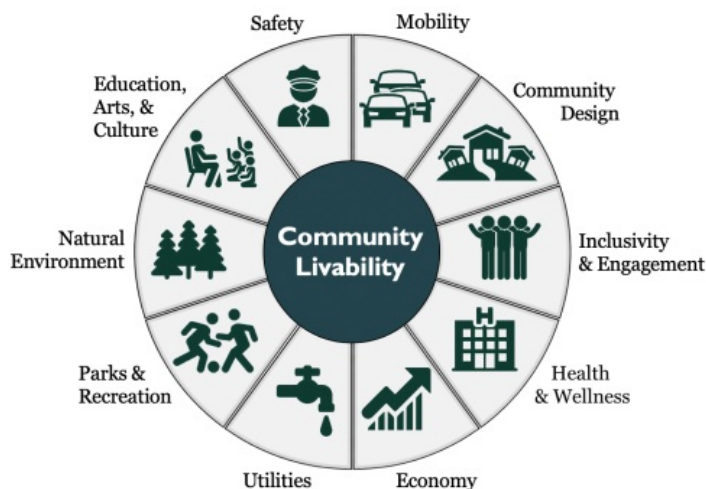 Safety
Mobility
Education,
Arts, &
Culture
Community
Design
Natural
Environment
Community
Livability
Inclusivity
& Engagement
H
Parks &
Recreation
Health
& Wellness
Utilities
Economy